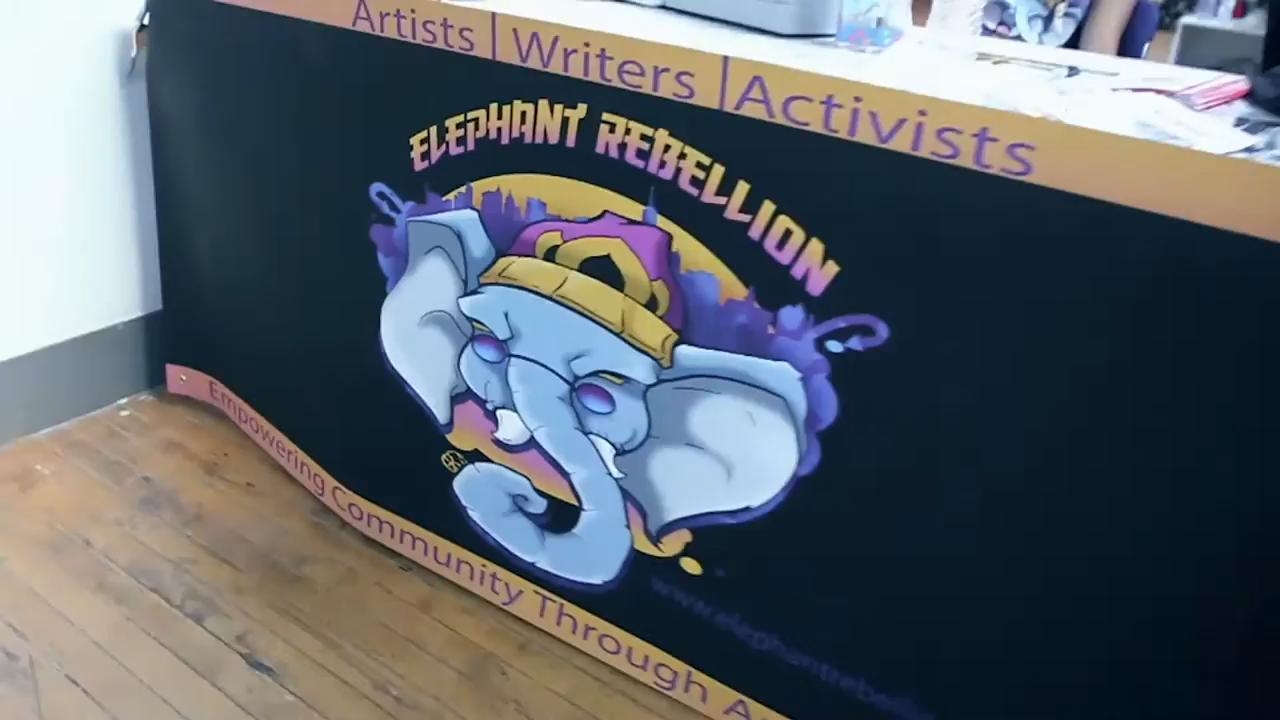 Artists | Writers | Activists
ELEPHANT REBELLION
Empowering Community Through